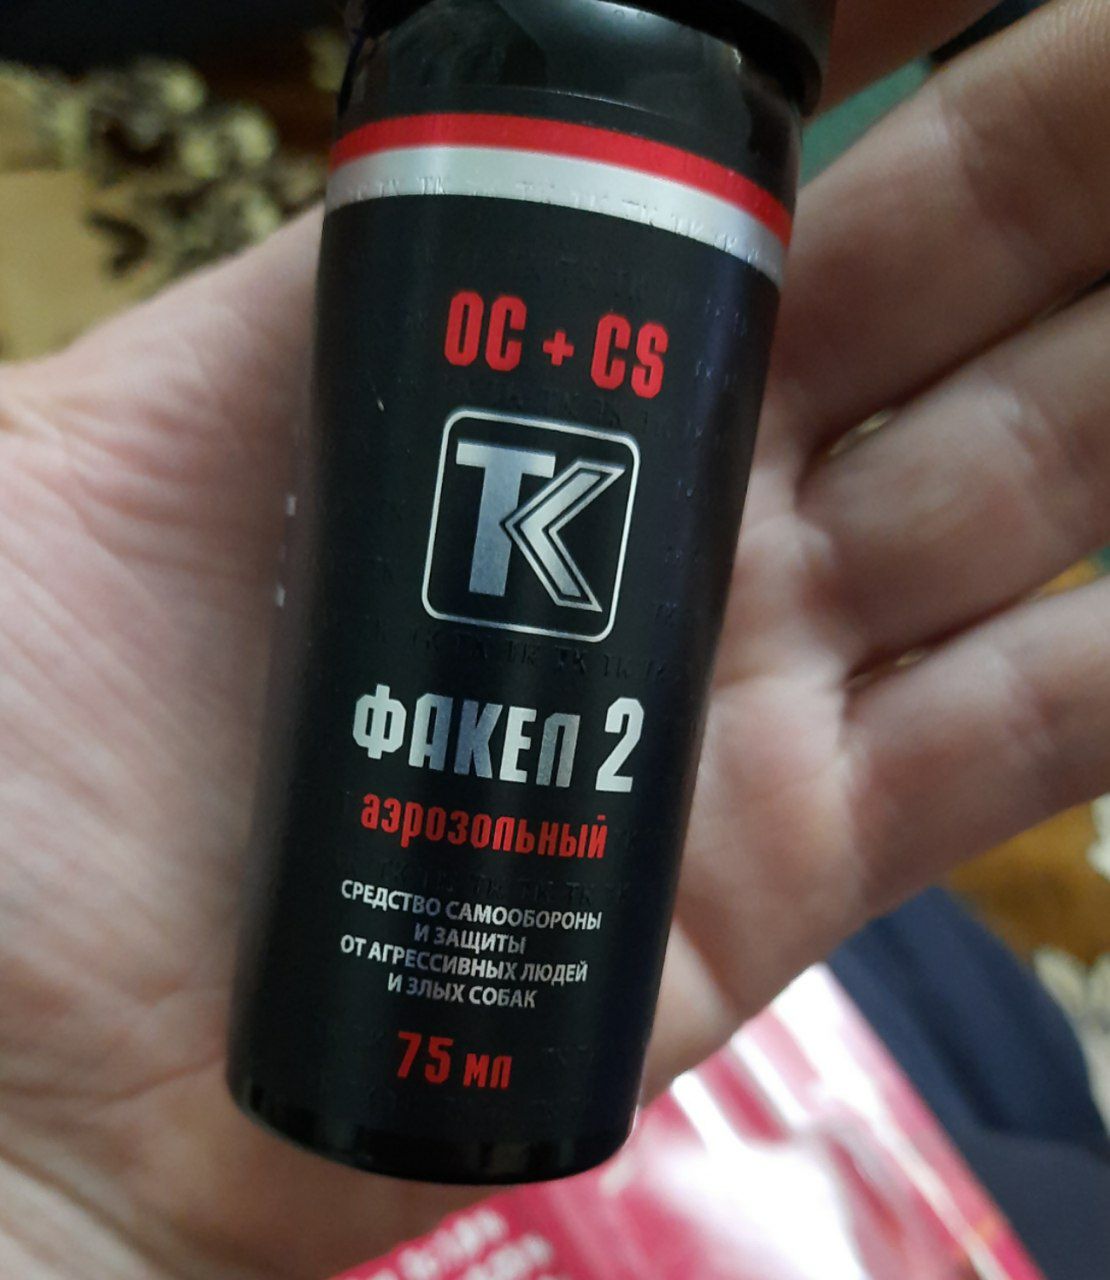 OC + CS
TK
ФАКЕЛ 2
аэрозольный
СРЕДСТВО САМООБОРОНЫ
И ЗАЩИТЫ
ОТ АГРЕССИВНЫХ ЛЮДЕЙ
И ЗЛЫХ СОБАК
75 мл